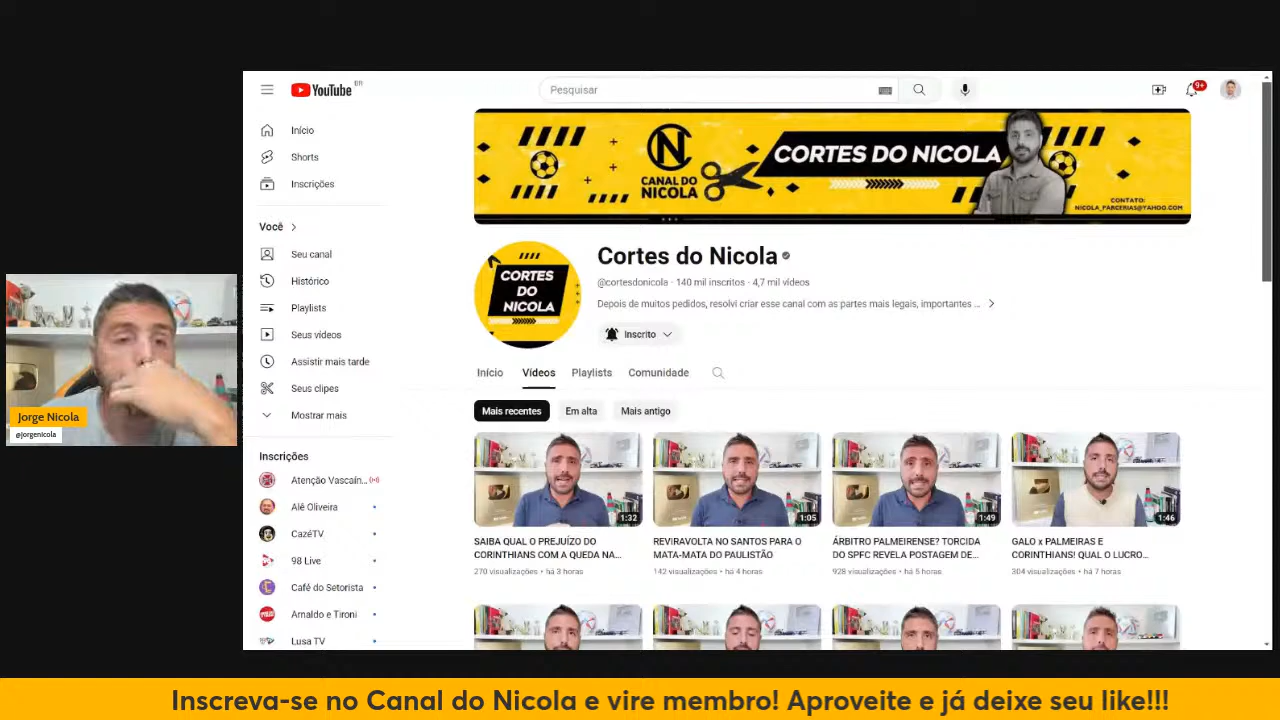 YouTube BR
Pesquisar
9+
Início
Shorts
Inscrições
Você
Seu canal
Histórico
Playlists
Seus vídeos
Assistir mais tarde
Seus clipes
Mostrar mais
Inscrições
Atenção Vascaín...
Alê Oliveira
CazéTV
98 Live
Café do Setorista
Arnaldo e Tironi
Lusa TV
CANAL DO
NICOLA
CORTES DO NICOLA
CONTATO:
NICOLA_PARCERIAS@YAHOO.COM
CORTES
DO
NICOLA
Cortes do Nicola
@cortesdonicola · 140 mil inscritos · 4,7 mil vídeos
Depois de muitos pedidos, resolvi criar esse canal com as partes mais legais, importantes ...
Inscrito
Início Vídeos Playlists Comunidade
Mais recentes Em alta Mais antigo
1:32
SAIBA QUAL O PREJUÍZO DO
CORINTHIANS COM A QUEDA NA...
270 visualizações • há 3 horas
1:05
REVIRAVOLTA NO SANTOS PARA O
MATA-MATA DO PAULISTÃO
142 visualizações • há 4 horas
1:49
ÁRBITRO PALMEIRENSE? TORCIDA
DO SPFC REVELA POSTAGEM DE...
928 visualizações • há 5 horas
1:46
GALO x PALMEIRAS E
CORINTHIANS! QUAL O LUCRO...
304 visualizações • há 7 horas
Jorge Nicola
@jorgenicola
Inscreva-se no Canal do Nicola e vire membro! Aproveite e já deixe seu like!!!